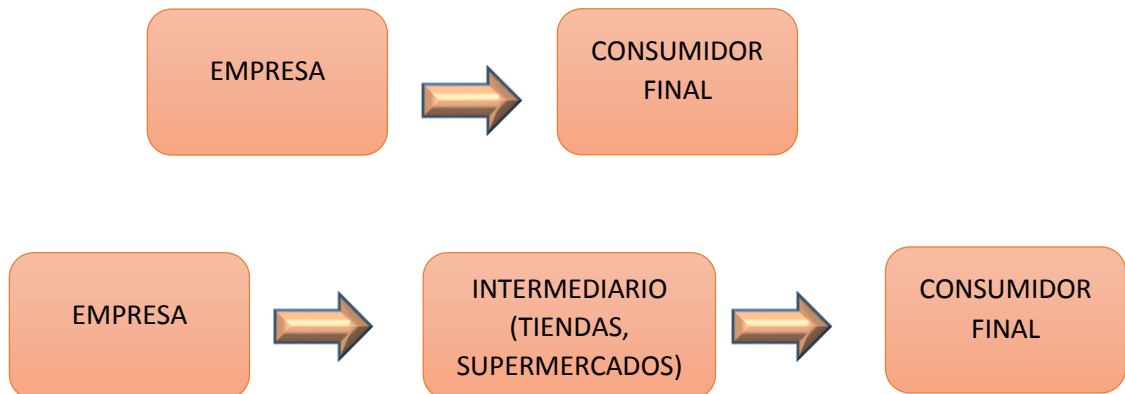 EMPRESA
CONSUMIDOR
FINAL
EMPRESA
INTERMEDIARIO
(TIENDAS,
SUPERMERCADOS)
CONSUMIDOR
FINAL